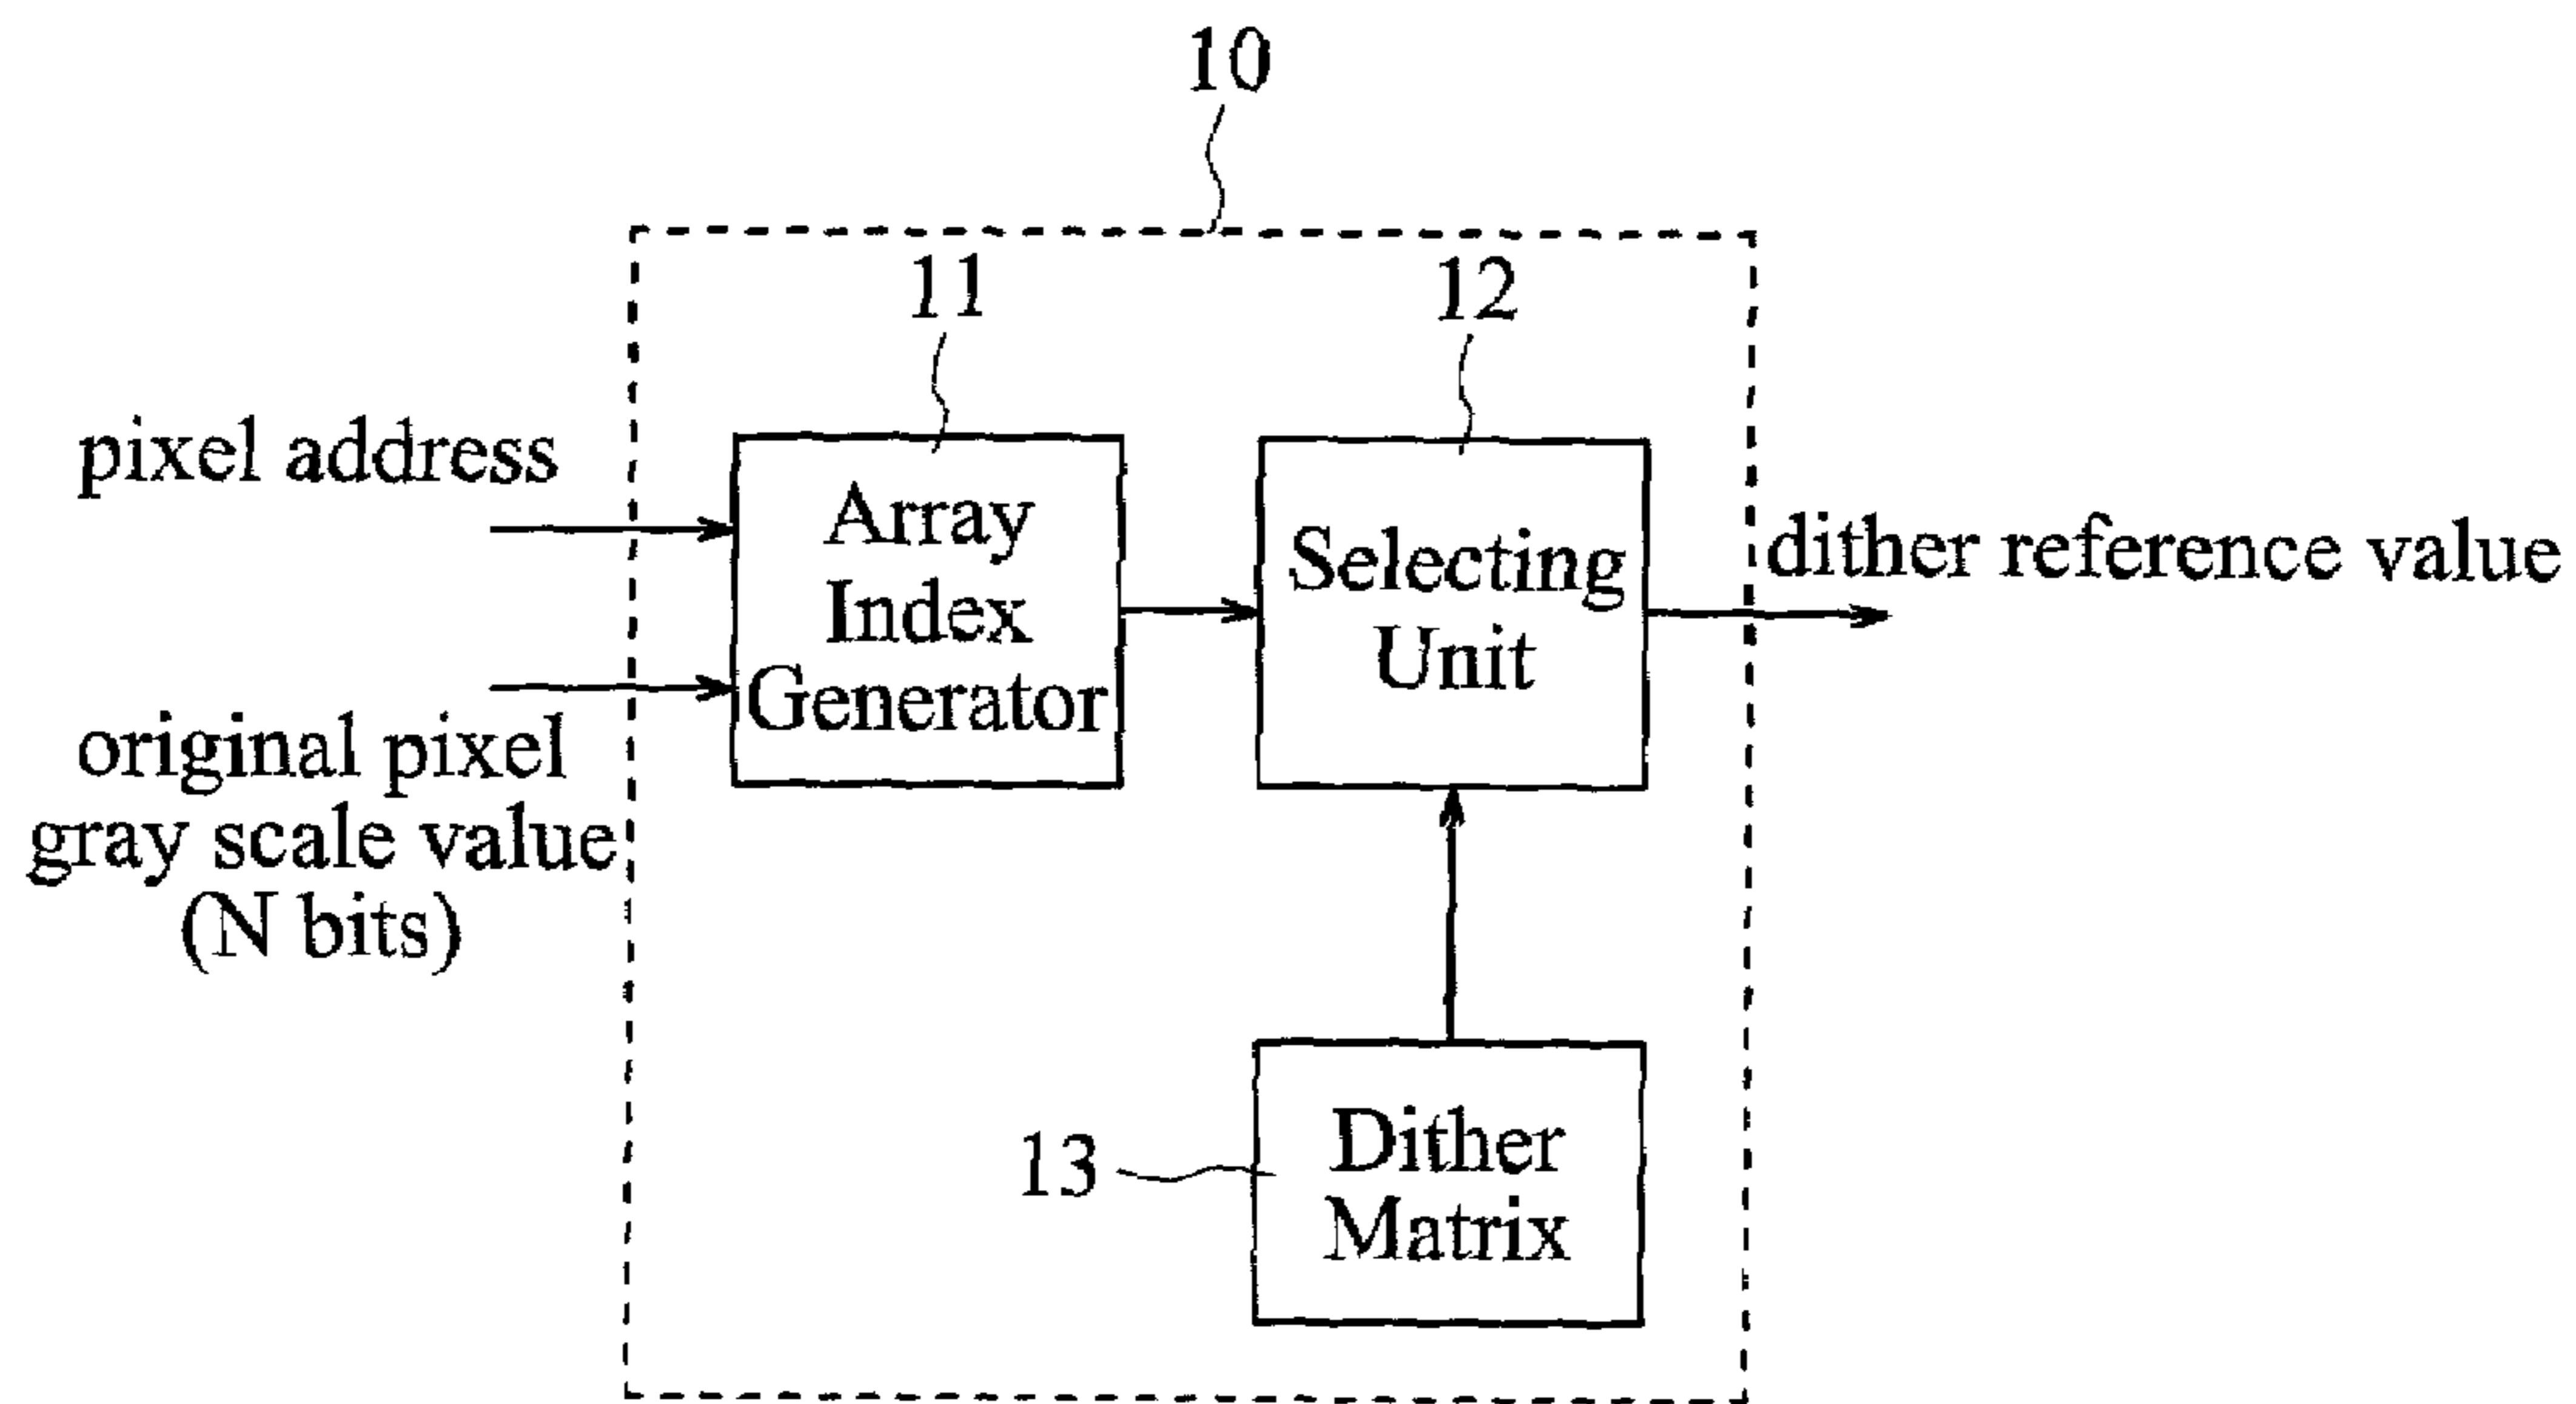 10
11
12
pixel address
Array
Index
Generator
Selecting
Unit
dither reference value
original pixel
gray scale value
(N bits)
13
Dither
Matrix